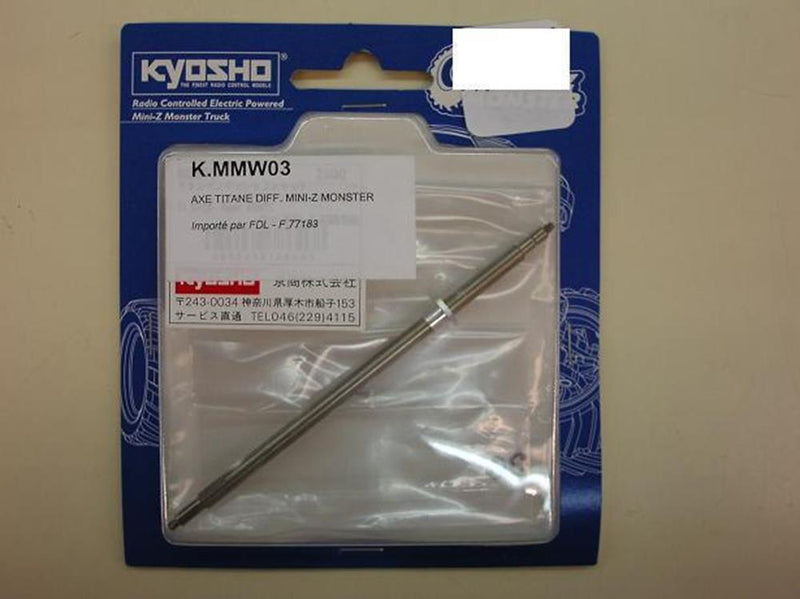 KYOSHO®
THE FINEST RADIO CONTROL MODELS
Radio Controlled Electric Powered
Mini-Z Monster Truck
K.MMW03
AXE TITANE DIFF. MINI-Z MONSTER
Importé par FDL - F.77183
KYOSHO 京商株式会社
〒243-0034 神奈川県厚木市船子153
サービス直通 TEL046(229)4115